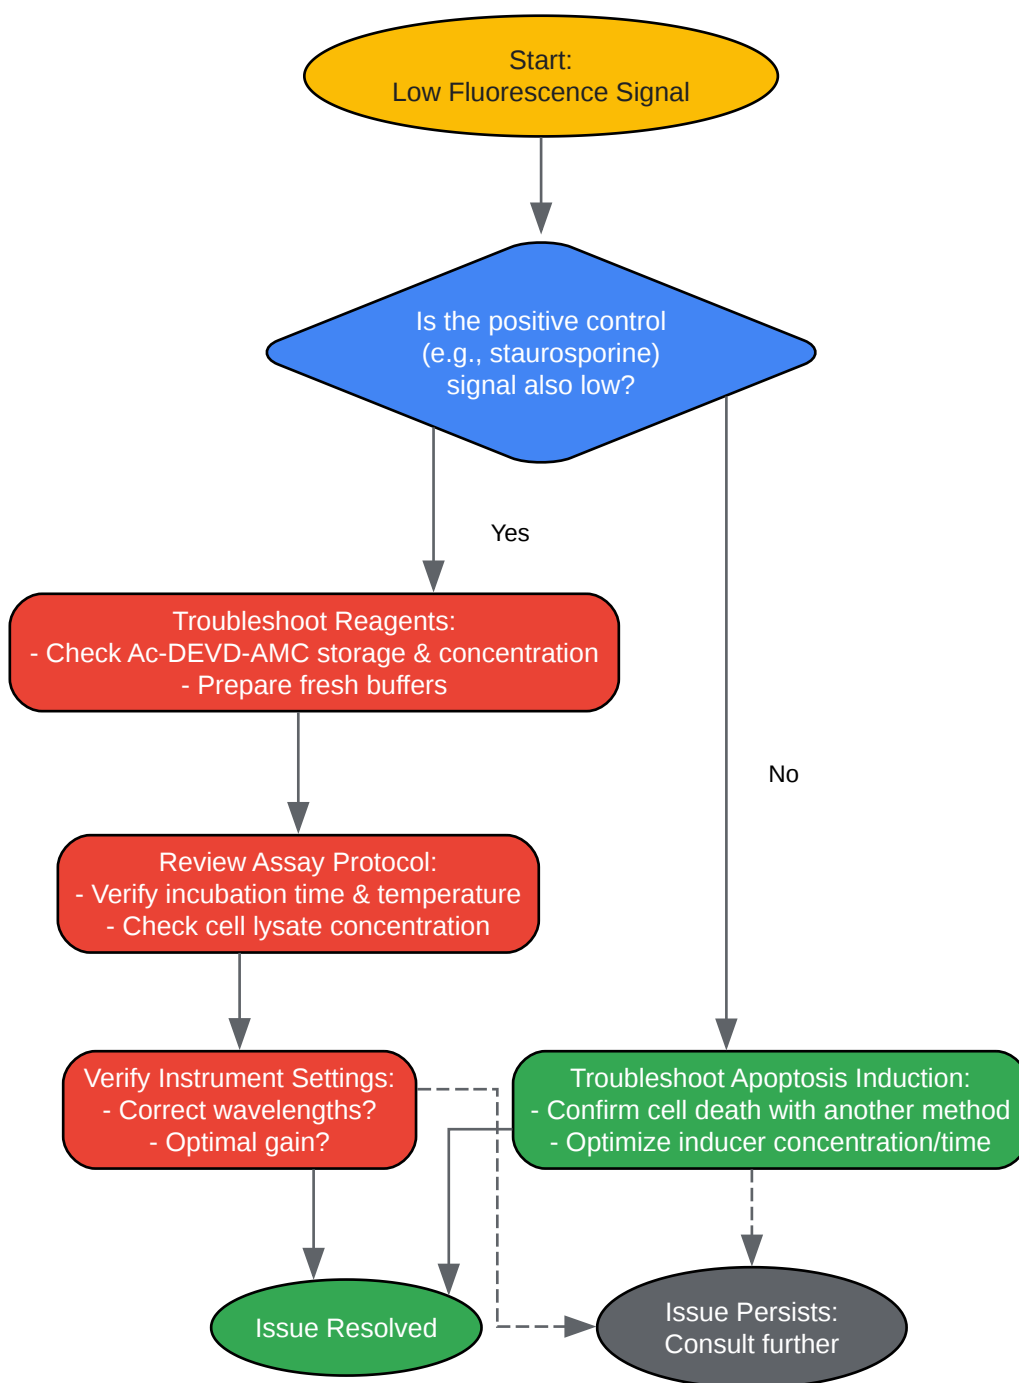 Start:
Low Fluorescence Signal
Is the positive control
(e.g., staurosporine)
signal also low?
Yes
Troubleshoot Reagents:
- Check Ac-DEVD-AMC storage & concentration
- Prepare fresh buffers
No
Review Assay Protocol:
- Verify incubation time & temperature
- Check cell lysate concentration
Verify Instrument Settings:
- Correct wavelengths?
- Optimal gain?
Troubleshoot Apoptosis Induction:
- Confirm cell death with another method
- Optimize inducer concentration/time
Issue Resolved
Issue Persists:
Consult further